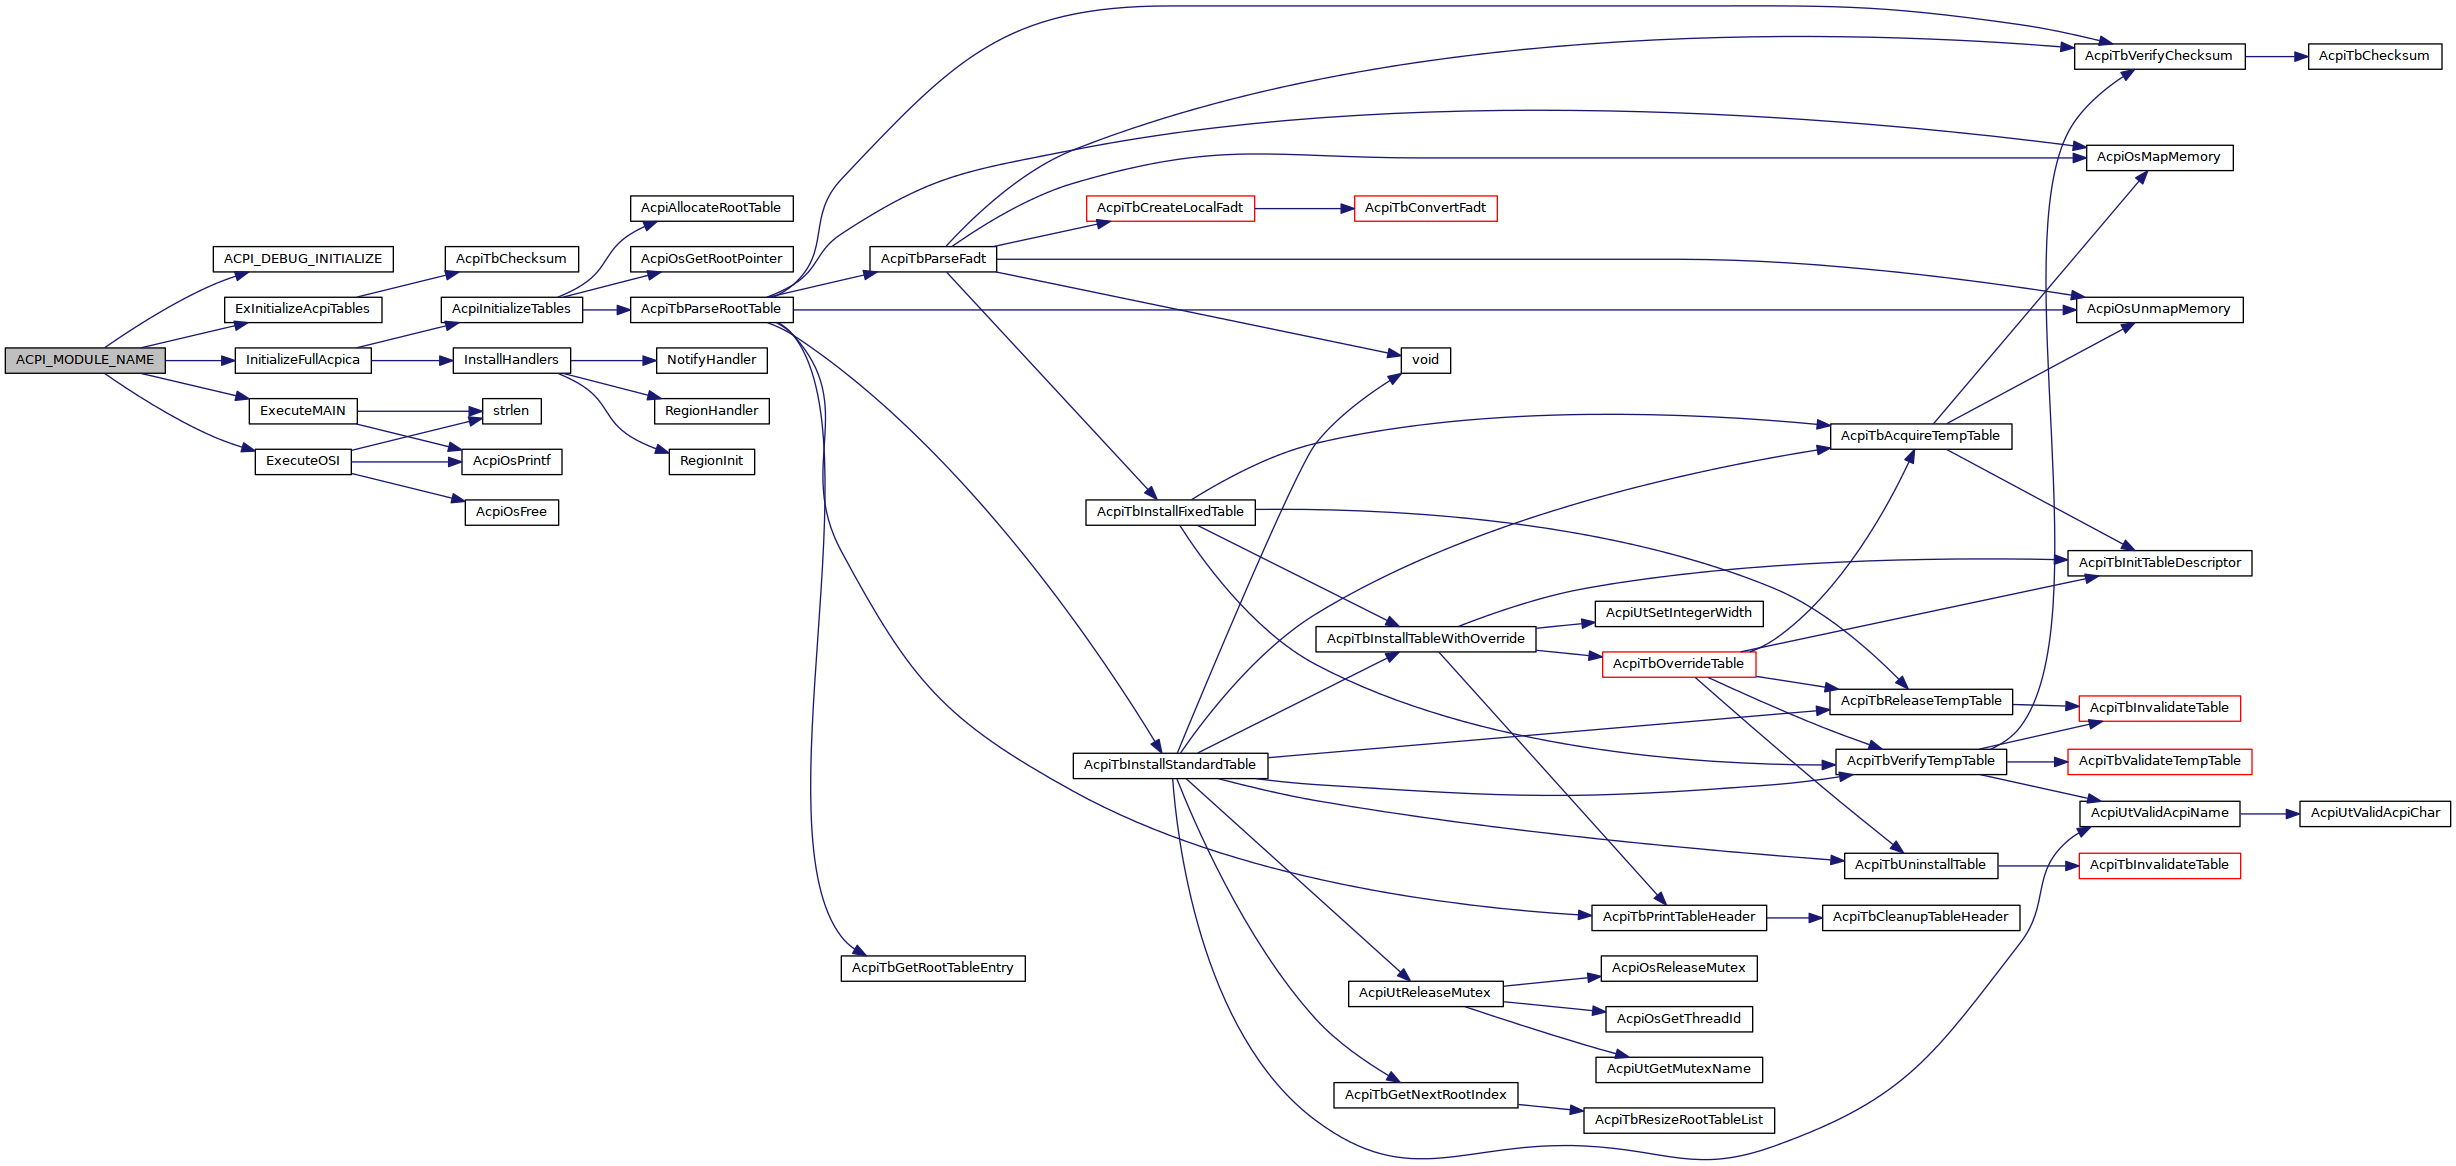 ACPI_MODULE_NAME
ACPI_DEBUG_INITIALIZE
ExInitializeAcpiTables
InitializeFullAcpica
ExecuteMAIN
ExecuteOSI
AcpiTbChecksum
AcpiInitializeTables
InstallHandlers
strlen
AcpiOsPrintf
AcpiOsFree
AcpiAllocateRootTable
AcpiOsGetRootPointer
AcpiTbParseRootTable
NotifyHandler
RegionHandler
RegionInit
AcpiTbParseFadt
AcpiTbGetRootTableEntry
AcpiTbCreateLocalFadt
AcpiTbInstallFixedTable
AcpiTbInstallStandardTable
AcpiTbConvertFadt
void
AcpiTbInstallTableWithOverride
AcpiUtReleaseMutex
AcpiTbGetNextRootIndex
AcpiUtSetIntegerWidth
AcpiTbOverrideTable
AcpiTbPrintTableHeader
AcpiOsReleaseMutex
AcpiOsGetThreadId
AcpiUtGetMutexName
AcpiTbResizeRootTableList
AcpiTbAcquireTempTable
AcpiTbReleaseTempTable
AcpiTbVerifyTempTable
AcpiTbUninstallTable
AcpiTbCleanupTableHeader
AcpiTbVerifyChecksum
AcpiOsMapMemory
AcpiOsUnmapMemory
AcpiTbInitTableDescriptor
AcpiTbInvalidateTable
AcpiTbValidateTempTable
AcpiUtValidAcpiName
AcpiTbInvalidateTable
AcpiTbChecksum
AcpiUtValidAcpiChar